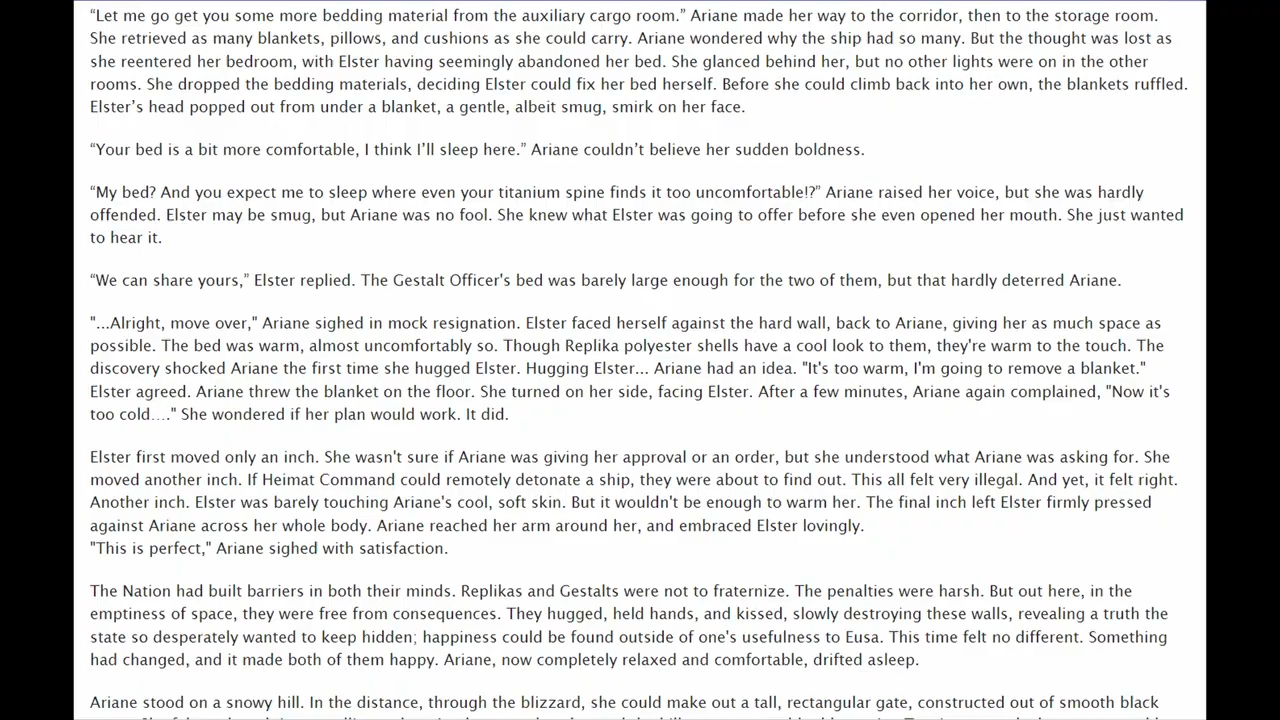 “Let me go get you some more bedding material from the auxiliary cargo room.” Ariane made her way to the corridor, then to the storage room.
She retrieved as many blankets, pillows, and cushions as she could carry. Ariane wondered why the ship had so many. But the thought was lost as
she reentered her bedroom, with Elster having seemingly abandoned her bed. She glanced behind her, but no other lights were on in the other
rooms. She dropped the bedding materials, deciding Elster could fix her bed herself. Before she could climb back into her own, the blankets ruffled.
Elster’s head popped out from under a blanket, a gentle, albeit smug, smirk on her face.
“Your bed is a bit more comfortable, I think I’ll sleep here.” Ariane couldn’t believe her sudden boldness.
“My bed? And you expect me to sleep where even your titanium spine finds it too uncomfortable!?” Ariane raised her voice, but she was hardly
offended. Elster may be smug, but Ariane was no fool. She knew what Elster was going to offer before she even opened her mouth. She just wanted
to hear it.
“We can share yours,” Elster replied. The Gestalt Officer's bed was barely large enough for the two of them, but that hardly deterred Ariane.
"...Alright, move over," Ariane sighed in mock resignation. Elster faced herself against the hard wall, back to Ariane, giving her as much space as
possible. The bed was warm, almost uncomfortably so. Though Replika polyester shells have a cool look to them, they're warm to the touch. The
discovery shocked Ariane the first time she hugged Elster. Hugging Elster... Ariane had an idea. "It's too warm, I'm going to remove a blanket."
Elster agreed. Ariane threw the blanket on the floor. She turned on her side, facing Elster. After a few minutes, Ariane again complained, "Now it's
too cold…." She wondered if her plan would work. It did.
Elster first moved only an inch. She wasn't sure if Ariane was giving her approval or an order, but she understood what Ariane was asking for. She
moved another inch. If Heimat Command could remotely detonate a ship, they were about to find out. This all felt very illegal. And yet, it felt right.
Another inch. Elster was barely touching Ariane's cool, soft skin. But it wouldn't be enough to warm her. The final inch left Elster firmly pressed
against Ariane across her whole body. Ariane reached her arm around her, and embraced Elster lovingly.
"This is perfect," Ariane sighed with satisfaction.
The Nation had built barriers in both their minds. Replikas and Gestalts were not to fraternize. The penalties were harsh. But out here, in the
emptiness of space, they were free from consequences. They hugged, held hands, and kissed, slowly destroying these walls, revealing a truth the
state so desperately wanted to keep hidden; happiness could be found outside of one's usefulness to Eusa. This time felt no different. Something
had changed, and it made both of them happy. Ariane, now completely relaxed and comfortable, drifted asleep.
Ariane stood on a snowy hill. In the distance, through the blizzard, she could make out a tall, rectangular gate, constructed out of smooth black